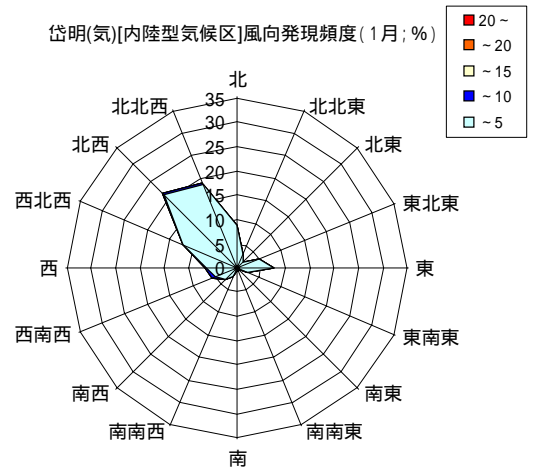 岱明(気)[内陸型気候区]風向発現頻度(1月;%)
20~
~20
~15
~10
~5
北
北北西
北北東
北西
北東
西北西
東北東
西
東
西南西
東南東
南西
南東
南南西
南南東
南
35
30
25
20
15
10
5
0